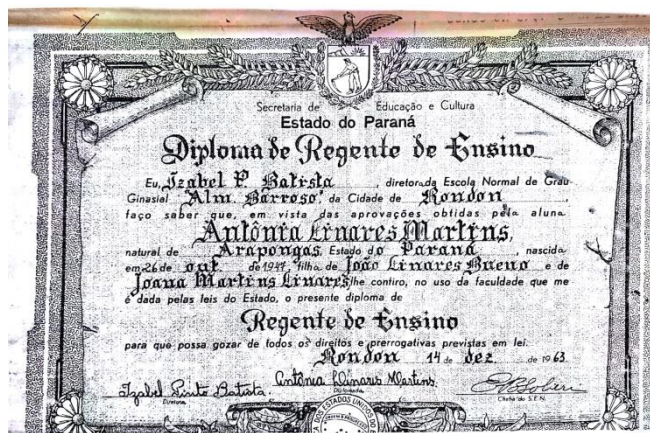 Secretaria de Educação e Cultura
Estado do Paraná
Diploma de Regente de Ensino
Eu, Izabel P. Batista, diretor da Escola Normal de Grau
Ginasial "Alm. Barroso" da Cidade de Rondon
faço saber que, em vista das aprovações obtidas pela aluna
Antônia Linares Martins,
natural de Arapongas Estado do Paraná, nascida
em 26 de out. de 1947, filha de João Linares Bueno e de
Joana Martins Linares lhe confiro, no uso da faculdade que me
é dada pelas leis do Estado, o presente diploma de
Regente de Ensino
para que possa gozar de todos os direitos e prerrogativas previstas em lei.
Rondon 14 de dez. de 1963
Izabel Pinto Batista Antônia Linares Martins
Diretora Diplomada Chefe do S.E.N.
ESTADOS UNIDOS DO